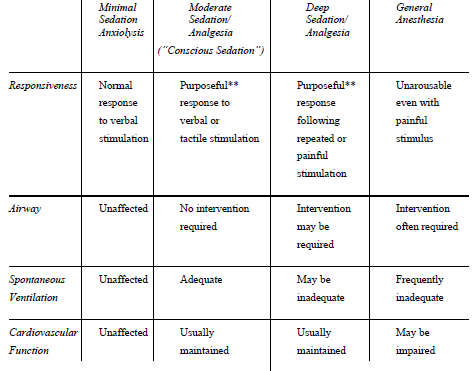 Minimal Sedation Anxiolysis
Moderate Sedation/ Analgesia ("Conscious Sedation")
Deep Sedation/ Analgesia
General Anesthesia
Responsiveness
Normal response to verbal stimulation
Purposeful** response to verbal or tactile stimulation
Purposeful** response following repeated or painful stimulation
Unarousable even with painful stimulus
Airway
Unaffected
No intervention required
Intervention may be required
Intervention often required
Spontaneous Ventilation
Unaffected
Adequate
May be inadequate
Frequently inadequate
Cardiovascular Function
Unaffected
Usually maintained
Usually maintained
May be impaired